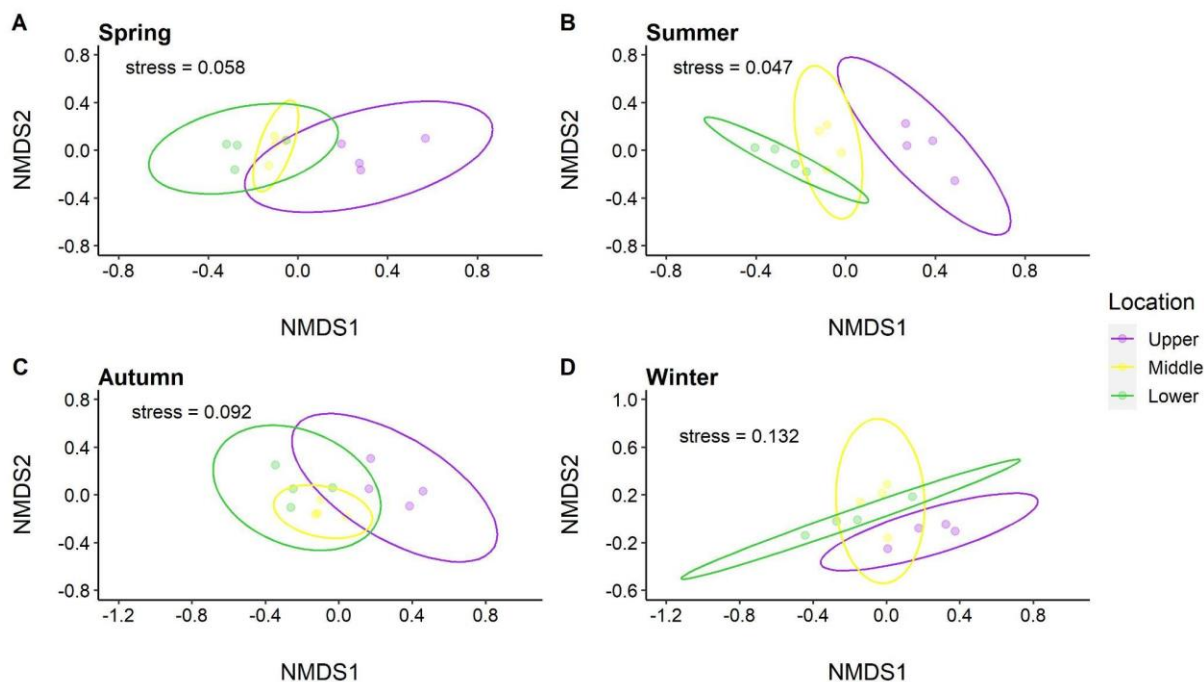 A Spring
stress = 0.058
0.8
0.4
0.0
-0.4
-0.8
NMDS2
-0.8 -0.4 0.0 0.4 0.8
NMDS1
B Summer
stress = 0.047
0.8
0.4
0.0
-0.4
-0.8
NMDS2
-0.8 -0.4 0.0 0.4 0.8
NMDS1
C Autumn
stress = 0.092
0.8
0.4
0.0
-0.4
-0.8
NMDS2
-1.2 -0.8 -0.4 0.0 0.4 0.8
NMDS1
D Winter
stress = 0.132
1.0
0.6
0.2
-0.2
-0.6
NMDS2
-1.2 -0.8 -0.4 0.0 0.4 0.8
NMDS1
Location
Upper
Middle
Lower